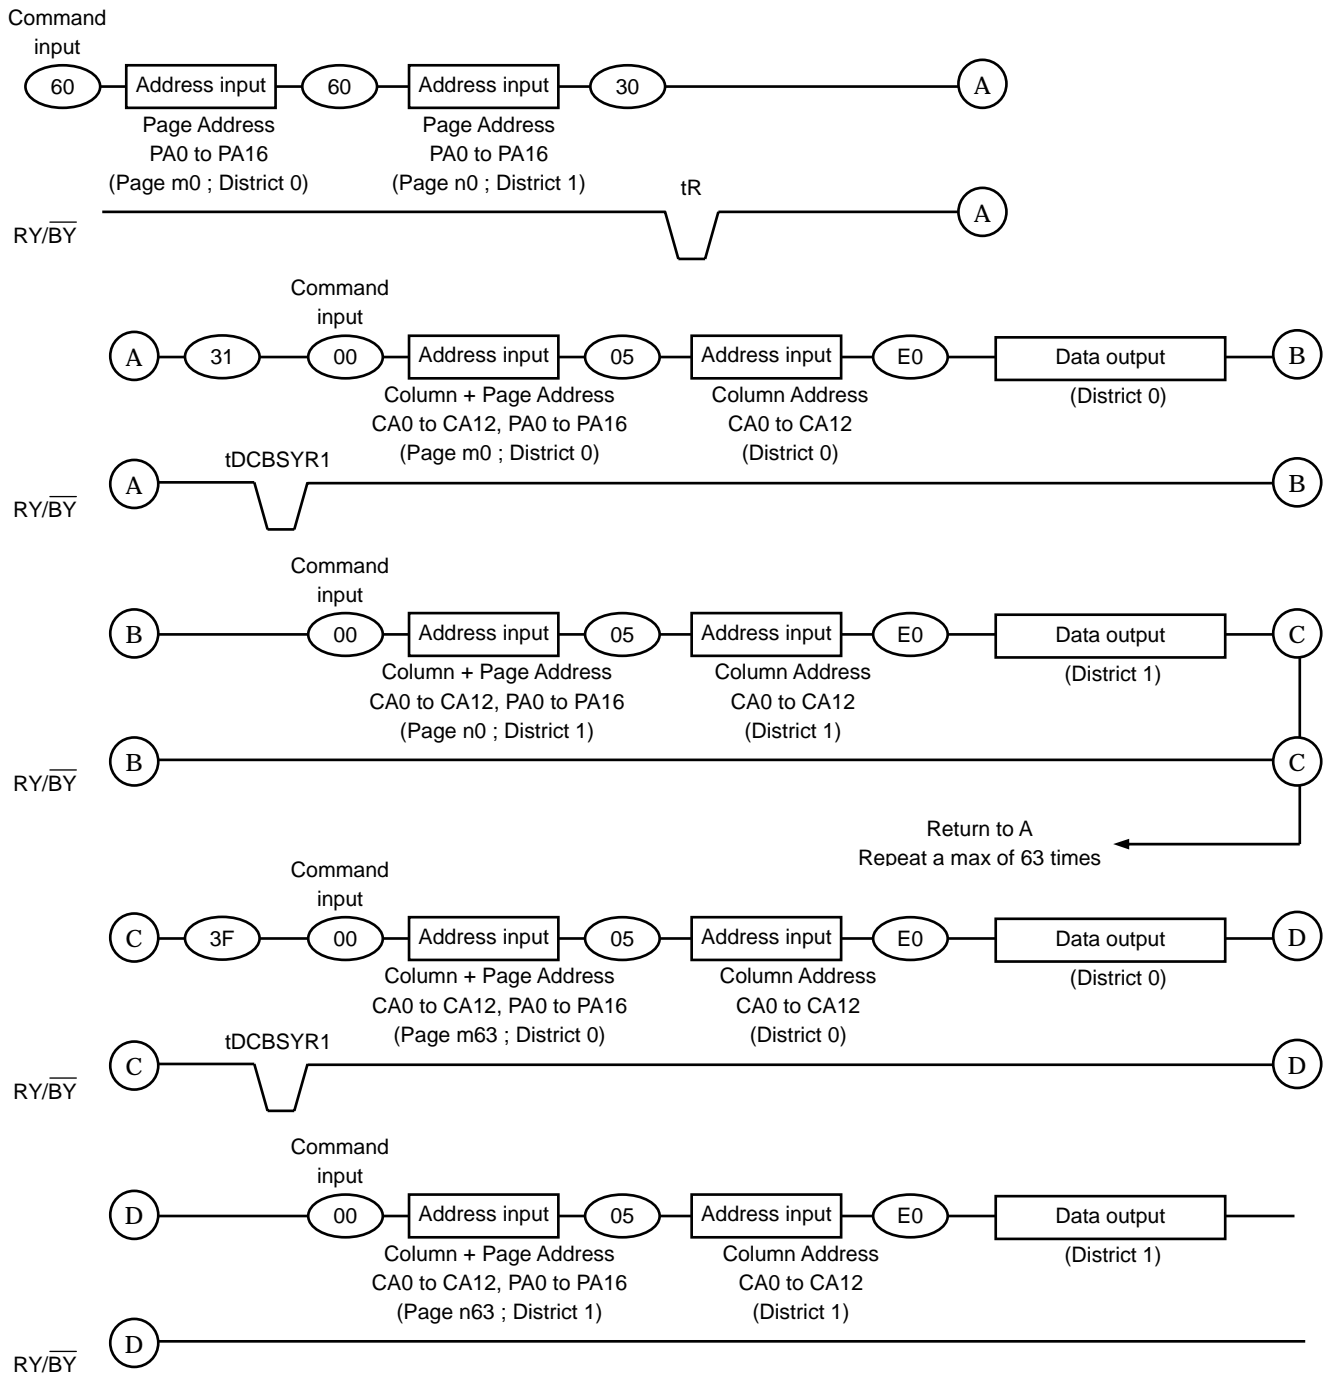 Command
input
60 Address input 60 Address input 30 A
Page Address Page Address
PA0 to PA16 PA0 to PA16
(Page m0 ; District 0) (Page n0 ; District 1) tR
A
RY/BY
Command
input
A 31 00 Address input 05 Address input E0 Data output B
Column + Page Address Column Address (District 0)
CA0 to CA12, PA0 to PA16 CA0 to CA12
(Page m0 ; District 0) (District 0)
tDCBSYR1
A B
RY/BY
Command
input
B 00 Address input 05 Address input E0 Data output C
Column + Page Address Column Address (District 1)
CA0 to CA12, PA0 to PA16 CA0 to CA12
(Page n0 ; District 1) (District 1)
B C
RY/BY
Return to A
Repeat a max of 63 times
Command
input
C 3F 00 Address input 05 Address input E0 Data output D
Column + Page Address Column Address (District 0)
CA0 to CA12, PA0 to PA16 CA0 to CA12
(Page m63 ; District 0) (District 0)
tDCBSYR1
C D
RY/BY
Command
input
D 00 Address input 05 Address input E0 Data output
Column + Page Address Column Address (District 1)
CA0 to CA12, PA0 to PA16 CA0 to CA12
(Page n63 ; District 1) (District 1)
D
RY/BY